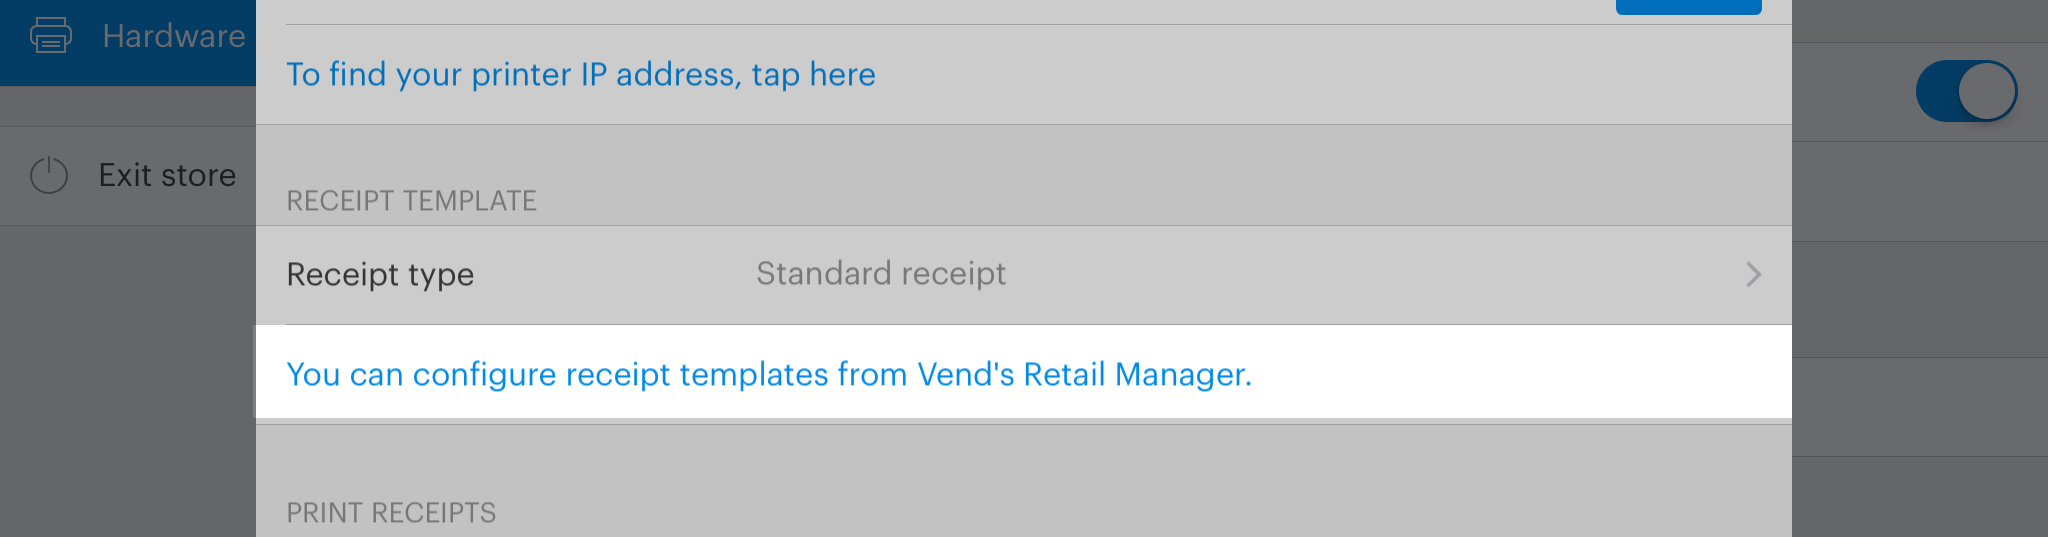 Hardware
To find your printer IP address, tap here
Exit store
RECEIPT TEMPLATE
Receipt type
Standard receipt
You can configure receipt templates from Vend's Retail Manager.
PRINT RECEIPTS